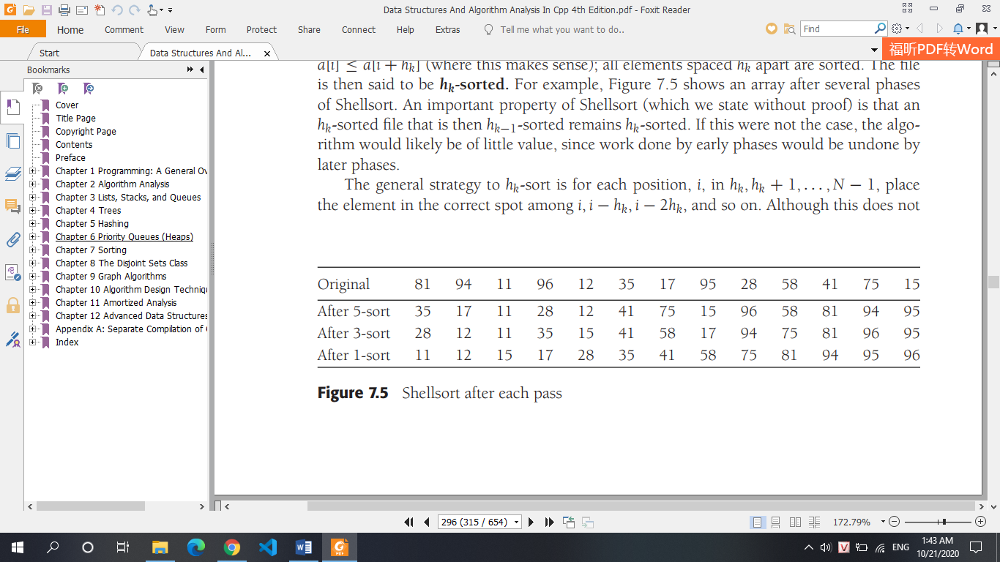 Data Structures And Algorithm Analysis In Cpp 4th Edition.pdf - Foxit Reader
File Home Comment View Form Protect Share Connect Help Extras Tell me what you want to do.. Find
Start Data Structures And Al... 福昕PDF转Word
Bookmarks
Cover
Title Page
Copyright Page
Contents
Preface
Chapter 1 Programming: A General Ov
Chapter 2 Algorithm Analysis
Chapter 3 Lists, Stacks, and Queues
Chapter 4 Trees
Chapter 5 Hashing
Chapter 6 Priority Queues (Heaps)
Chapter 7 Sorting
Chapter 8 The Disjoint Sets Class
Chapter 9 Graph Algorithms
Chapter 10 Algorithm Design Techniqu
Chapter 11 Amortized Analysis
Chapter 12 Advanced Data Structures
Appendix A: Separate Compilation of
Index
a[i] ≤ a[i + hk] (where this makes sense); all elements spaced hk apart are sorted. The file
is then said to be hk-sorted. For example, Figure 7.5 shows an array after several phases
of Shellsort. An important property of Shellsort (which we state without proof) is that an
hk-sorted file that is then hk−1-sorted remains hk-sorted. If this were not the case, the algo-
rithm would likely be of little value, since work done by early phases would be undone by
later phases.
The general strategy to hk-sort is for each position, i, in hk, hk + 1, . . . , N − 1, place
the element in the correct spot among i, i − hk, i − 2hk, and so on. Although this does not
Original 81 94 11 96 12 35 17 95 28 58 41 75 15
After 5-sort 35 17 11 28 12 41 75 15 96 58 81 94 95
After 3-sort 28 12 11 35 15 41 58 17 94 75 81 96 95
After 1-sort 11 12 15 17 28 35 41 58 75 81 94 95 96
Figure 7.5 Shellsort after each pass
296 (315 / 654) 172.79%
ENG
1:43 AM
10/21/2020